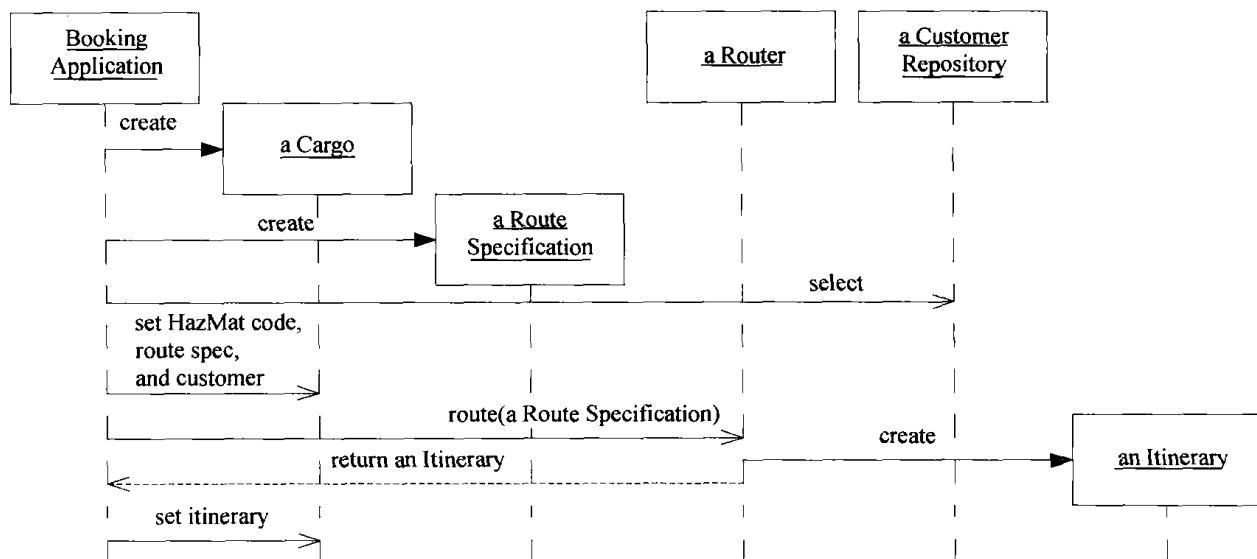 Booking
Application
a Router
a Customer
Repository
create
a Cargo
create
a Route
Specification
select
set HazMat code,
route spec,
and customer
route(a Route Specification)
create
return an Itinerary
an Itinerary
set itinerary